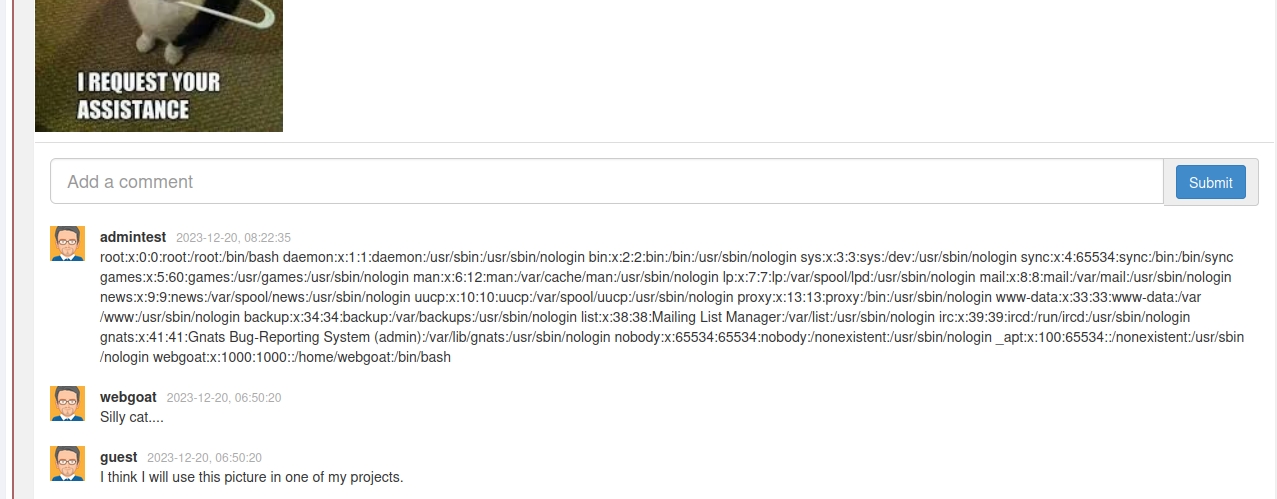 I REQUEST YOUR
ASSISTANCE
Add a comment
Submit
admintest 2023-12-20, 08:22:35
root:x:0:0:root:/root:/bin/bash daemon:x:1:1:daemon:/usr/sbin:/usr/sbin/nologin bin:x:2:2:bin:/bin:/usr/sbin/nologin sys:x:3:3:sys:/dev:/usr/sbin/nologin sync:x:4:65534:sync:/bin:/bin/sync
games:x:5:60:games:/usr/games:/usr/sbin/nologin man:x:6:12:man:/var/cache/man:/usr/sbin/nologin lp:x:7:7:lp:/var/spool/lpd:/usr/sbin/nologin mail:x:8:8:mail:/var/mail:/usr/sbin/nologin
news:x:9:9:news:/var/spool/news:/usr/sbin/nologin uucp:x:10:10:uucp:/var/spool/uucp:/usr/sbin/nologin proxy:x:13:13:proxy:/bin:/usr/sbin/nologin www-data:x:33:33:www-data:/var
/www:/usr/sbin/nologin backup:x:34:34:backup:/var/backups:/usr/sbin/nologin list:x:38:38:Mailing List Manager:/var/list:/usr/sbin/nologin irc:x:39:39:ircd:/run/ircd:/usr/sbin/nologin
gnats:x:41:41:Gnats Bug-Reporting System (admin):/var/lib/gnats:/usr/sbin/nologin nobody:x:65534:65534:nobody:/nonexistent:/usr/sbin/nologin _apt:x:100:65534::/nonexistent:/usr/sbin
/nologin webgoat:x:1000:1000::/home/webgoat:/bin/bash
webgoat 2023-12-20, 06:50:20
Silly cat....
guest 2023-12-20, 06:50:20
I think I will use this picture in one of my projects.